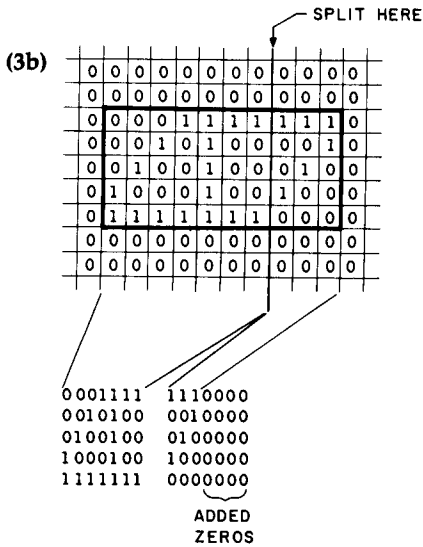 SPLIT HERE
(3b)
0 0 0 0 0 0 0 0 0 0 0 0
0 0 0 0 0 0 0 0 0 0 0 0
0 0 0 0 1 1 1 1 1 1 1 0
0 0 0 1 0 1 0 0 0 0 1 0
0 0 1 0 0 1 0 0 0 1 0 0
0 1 0 0 0 1 0 0 1 0 0 0
0 1 1 1 1 1 1 1 0 0 0 0
0 0 0 0 0 0 0 0 0 0 0 0
0 0 0 0 0 0 0 0 0 0 0 0
0001111 1110000
0010100 0010000
0100100 0100000
1000100 1000000
1111111 0000000
ADDED
ZEROS